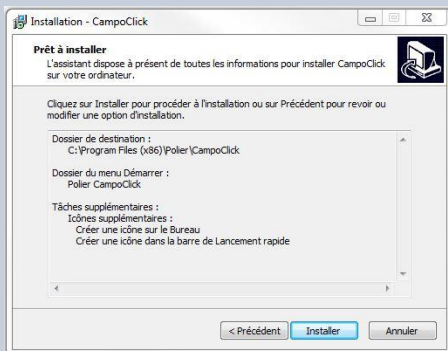 Installation - CampoClick
Prêt à installer
L'assistant dispose à présent de toutes les informations pour installer CampoClick
sur votre ordinateur.
Cliquez sur Installer pour procéder à l'installation ou sur Précédent pour revoir ou
modifier une option d'installation.
Dossier de destination :
C:\Program Files (x86)\Polier\CampoClick
Dossier du menu Démarrer :
Polier CampoClick
Tâches supplémentaires :
Icônes supplémentaires :
Créer une icône sur le Bureau
Créer une icône dans la barre de Lancement rapide
< Précédent Installer Annuler